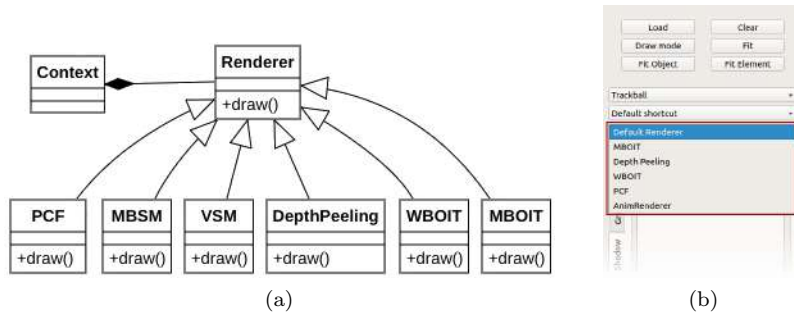 Context
Renderer
+draw()
PCF
+draw()
MBSM
+draw()
VSM
+draw()
DepthPeeling
+draw()
WBOIT
+draw()
MBOIT
+draw()
(a)
Load
Clear
Draw mode
Fit
Fit Object
Fit Element
Trackball
Default shortcut
Default Renderer
MBOIT
Depth Peeling
WBOIT
PCF
AnimRenderer
Shadow
(b)